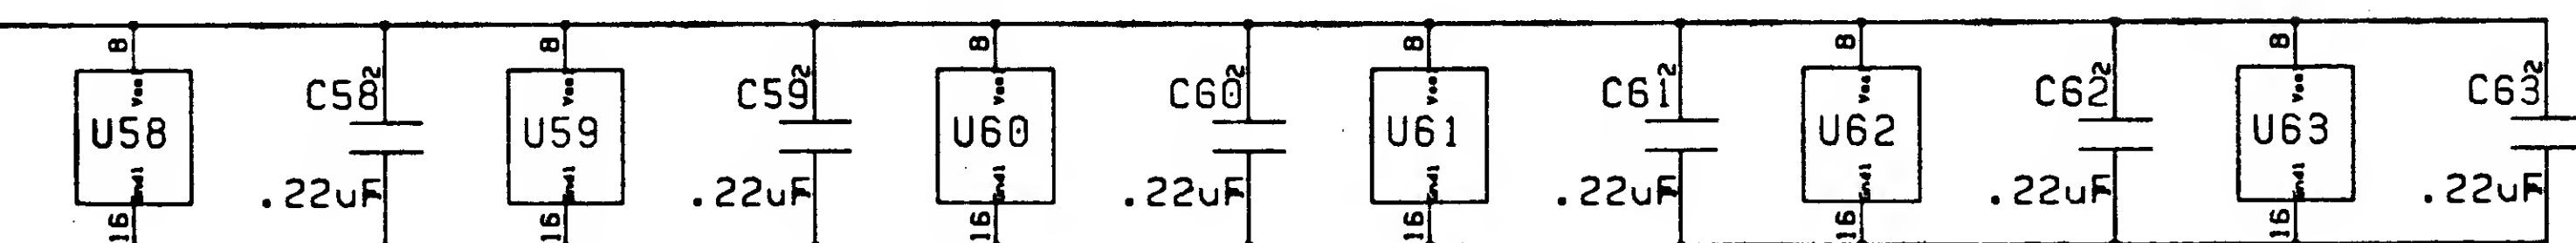 8 8 8 8 8 8
2 2 2 2 2 2
C58 C59 C60 C61 C62 C63
U58 U59 U60 U61 U62 U63
.22uF .22uF .22uF .22uF .22uF .22uF
16 16 16 16 16 16